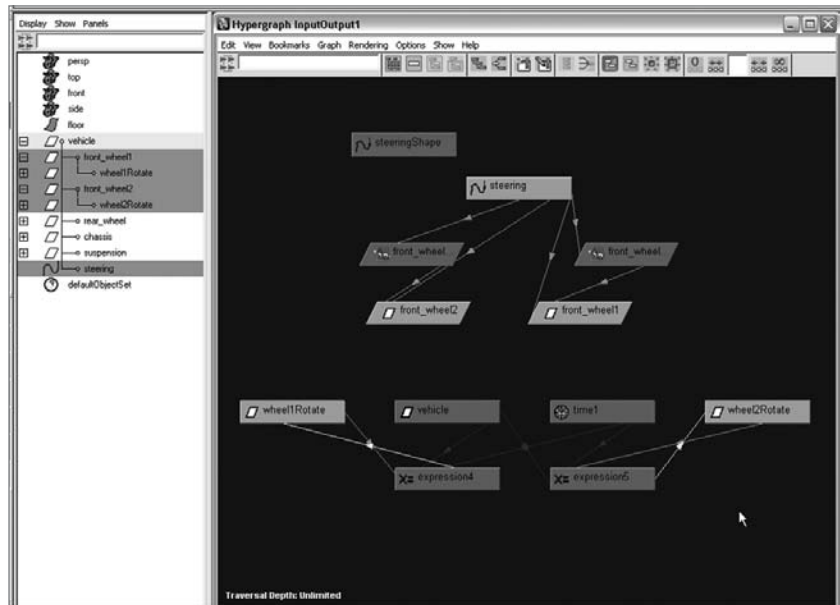 Display Show Panels
persp
top
front
side
floor
vehicle
front_wheel1
wheel1Rotate
front_wheel2
wheel2Rotate
rear_wheel
chassis
suspension
steering
defaultObjectSet
Hypergraph InputOutput1
Edit View Bookmarks Graph Rendering Options Show Help
steeringShape
steering
front_wheel...
front_wheel...
front_wheel2
front_wheel1
wheel1Rotate
vehicle
time1
wheel2Rotate
X= expression4
X= expression5
Traversal Depth: Unlimited